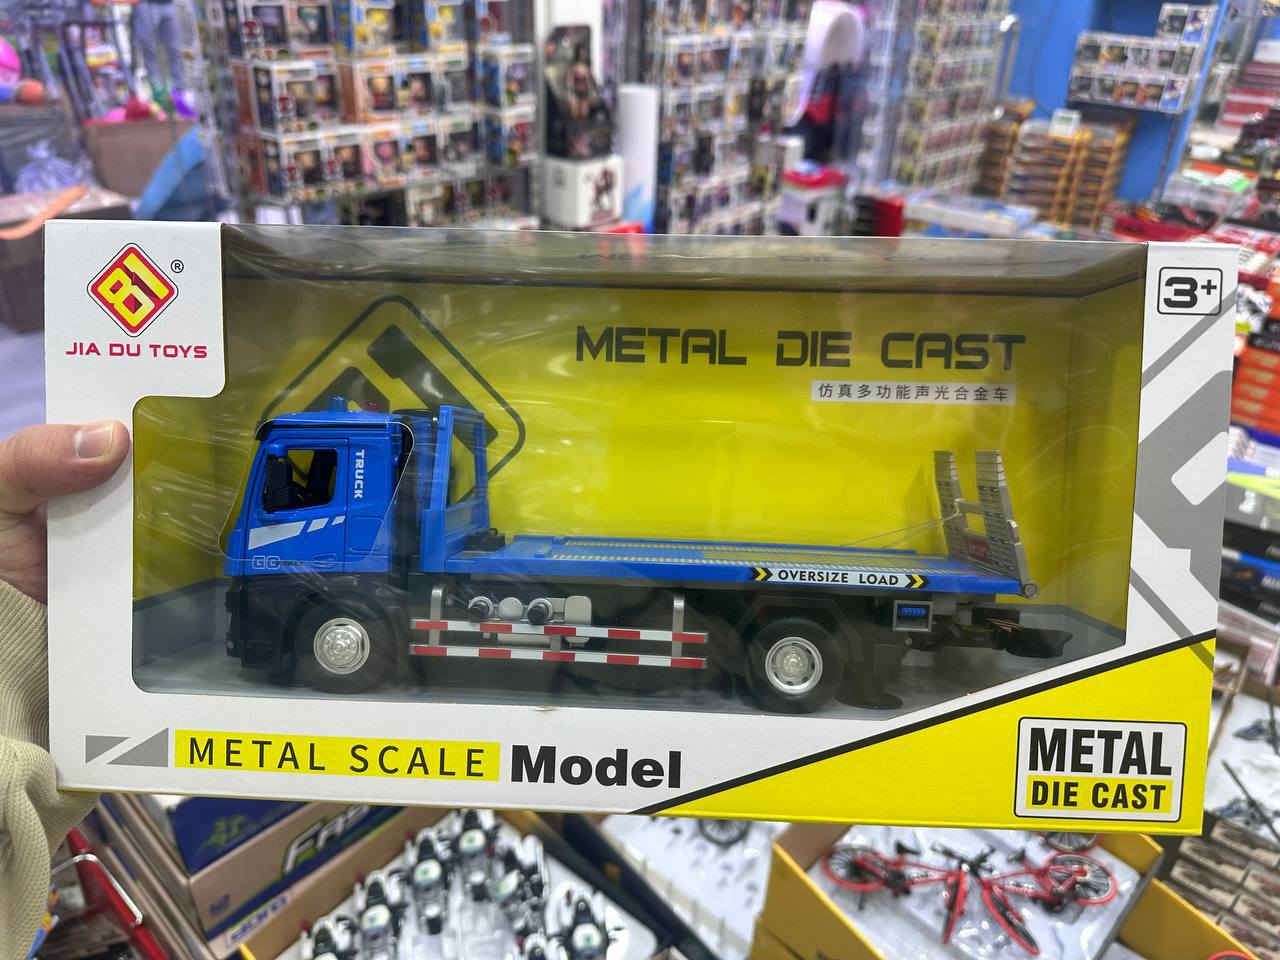 81®
JIA DU TOYS
3+
METAL DIE CAST
仿真多功能声光合金车
TRUCK
OVERSIZE LOAD
METAL SCALE Model
METAL
DIE CAST